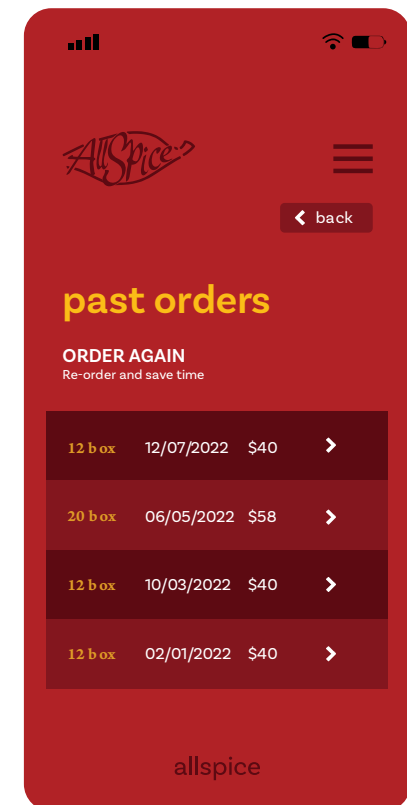 AllSpice
back
past orders
ORDER AGAIN
Re-order and save time
12 box 12/07/2022 $40
20 box 06/05/2022 $58
12 box 10/03/2022 $40
12 box 02/01/2022 $40
allspice